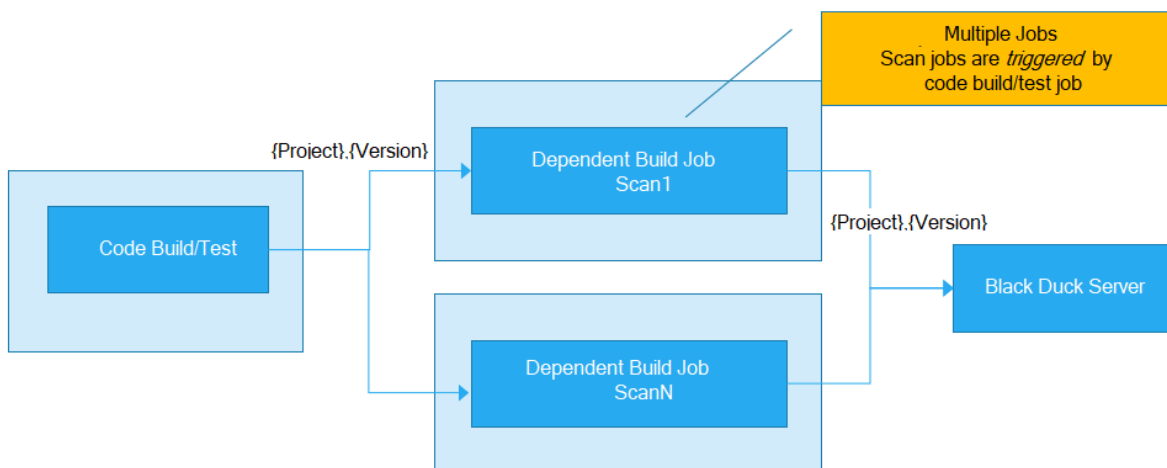 Multiple Jobs
Scan jobs are triggered by
code build/test job
{Project},{Version}
Dependent Build Job
Scan1
Code Build/Test
{Project},{Version}
Black Duck Server
Dependent Build Job
ScanN